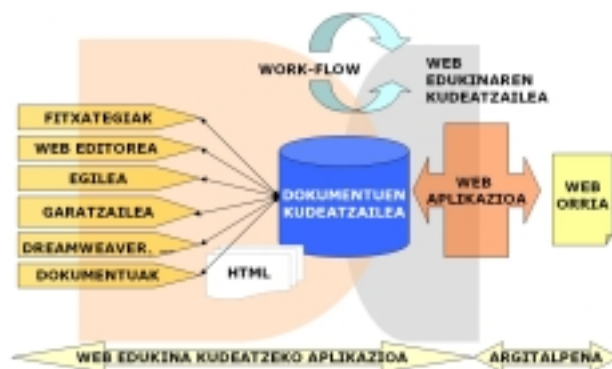 WORK-FLOW
WEB
EDUKINAREN
KUDEATZAILEA
FITXATEGIAK
WEB EDITOREA
EGILEA
GARATZAILEA
DREAMWEAVER. ...
DOKUMENTUAK
HTML
DOKUMENTUEN
KUDEATZAILEA
WEB
APLIKAZIOA
WEB
ORRIA
WEB EDUKINA KUDEATZEKO APLIKAZIOA
ARGITALPENA